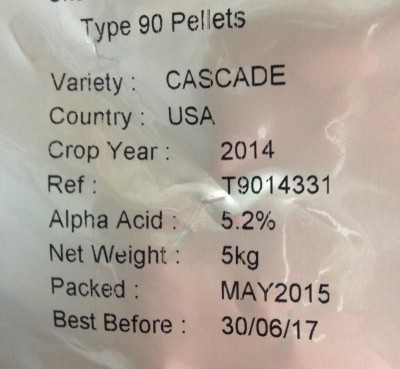 Type 90 Pellets
Variety : CASCADE
Country : USA
Crop Year : 2014
Ref : T9014331
Alpha Acid : 5.2%
Net Weight : 5kg
Packed : MAY2015
Best Before : 30/06/17